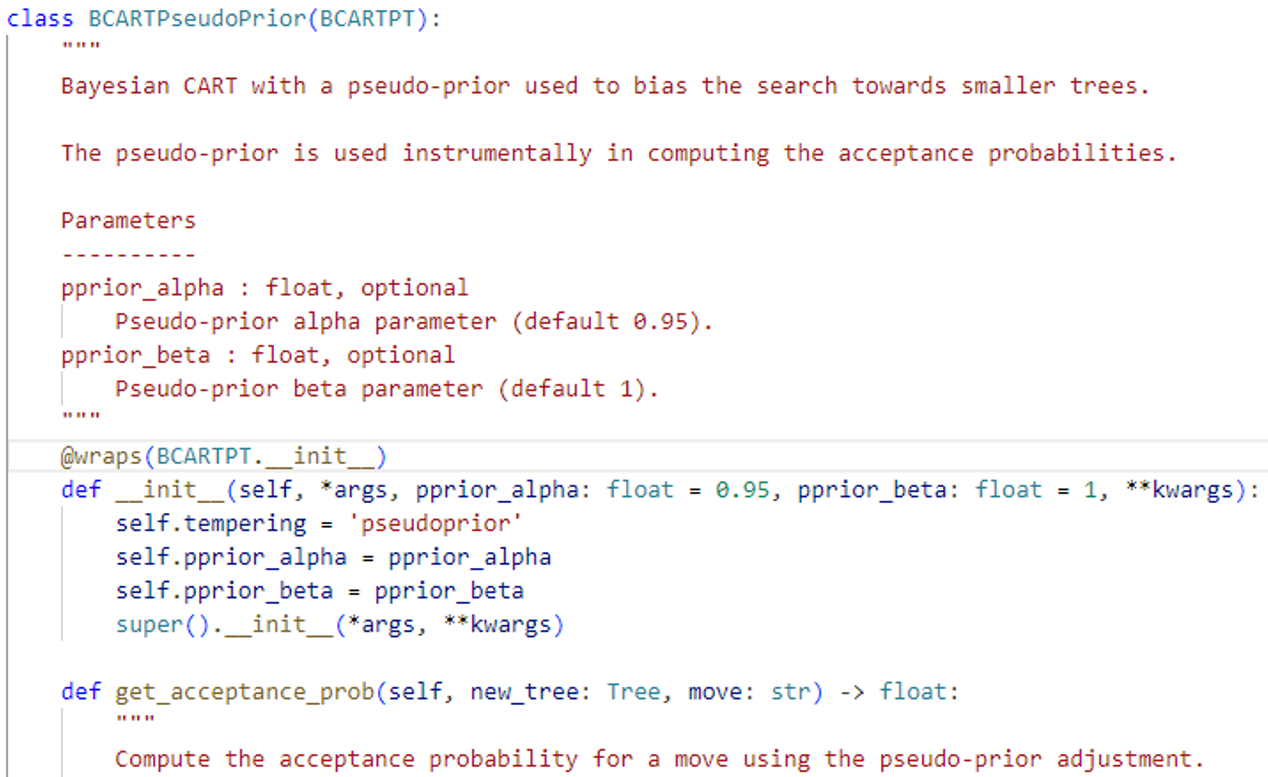 class BCARTPseudoPrior(BCARTPT):
    """
    Bayesian CART with a pseudo-prior used to bias the search towards smaller trees.

    The pseudo-prior is used instrumentally in computing the acceptance probabilities.

    Parameters
    ----------
    pprior_alpha : float, optional
        Pseudo-prior alpha parameter (default 0.95).
    pprior_beta : float, optional
        Pseudo-prior beta parameter (default 1).
    """
    @wraps(BCARTPT.__init__)
    def __init__(self, *args, pprior_alpha: float = 0.95, pprior_beta: float = 1, **kwargs):
        self.tempering = 'pseudoprior'
        self.pprior_alpha = pprior_alpha
        self.pprior_beta = pprior_beta
        super().__init__(*args, **kwargs)

    def get_acceptance_prob(self, new_tree: Tree, move: str) -> float:
        """
        Compute the acceptance probability for a move using the pseudo-prior adjustment.